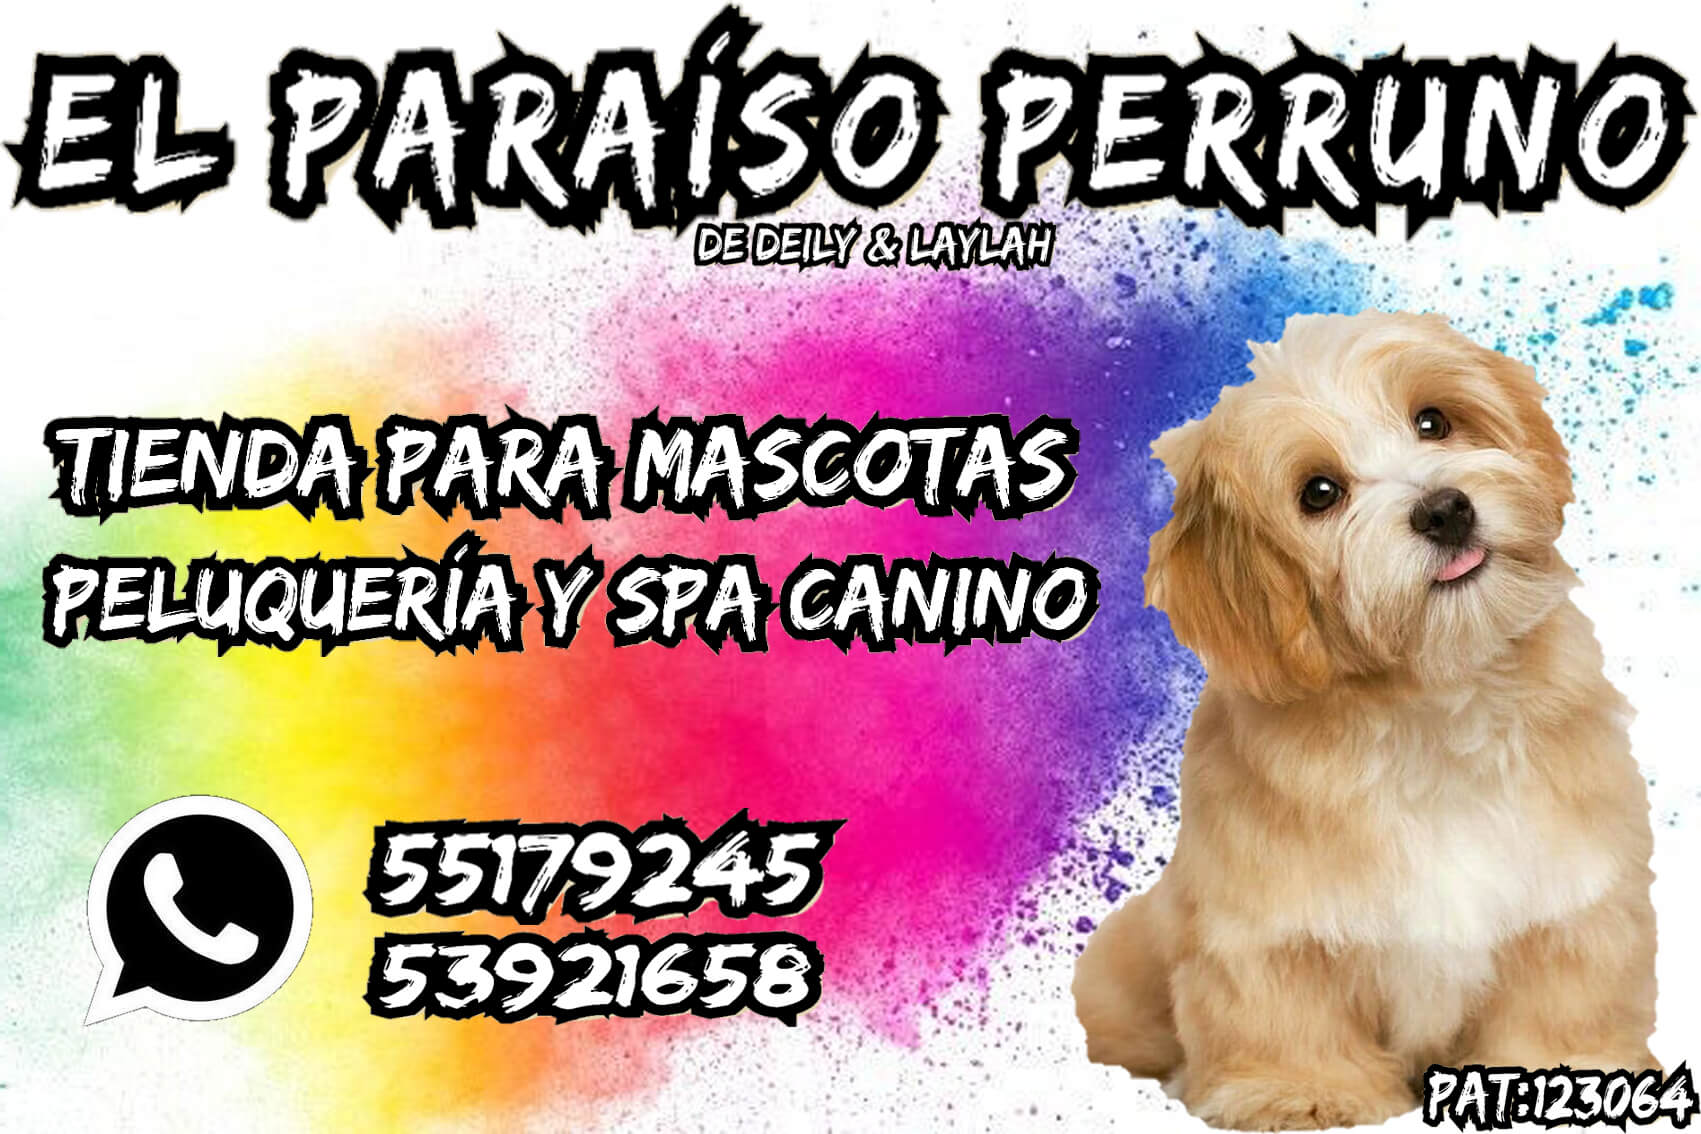 EL PARAÍSO PERRUNO
DE DEILY & LAYLAH
TIENDA PARA MASCOTAS
PELUQUERÍA Y SPA CANINO
55179245
53921658
PAT:123064